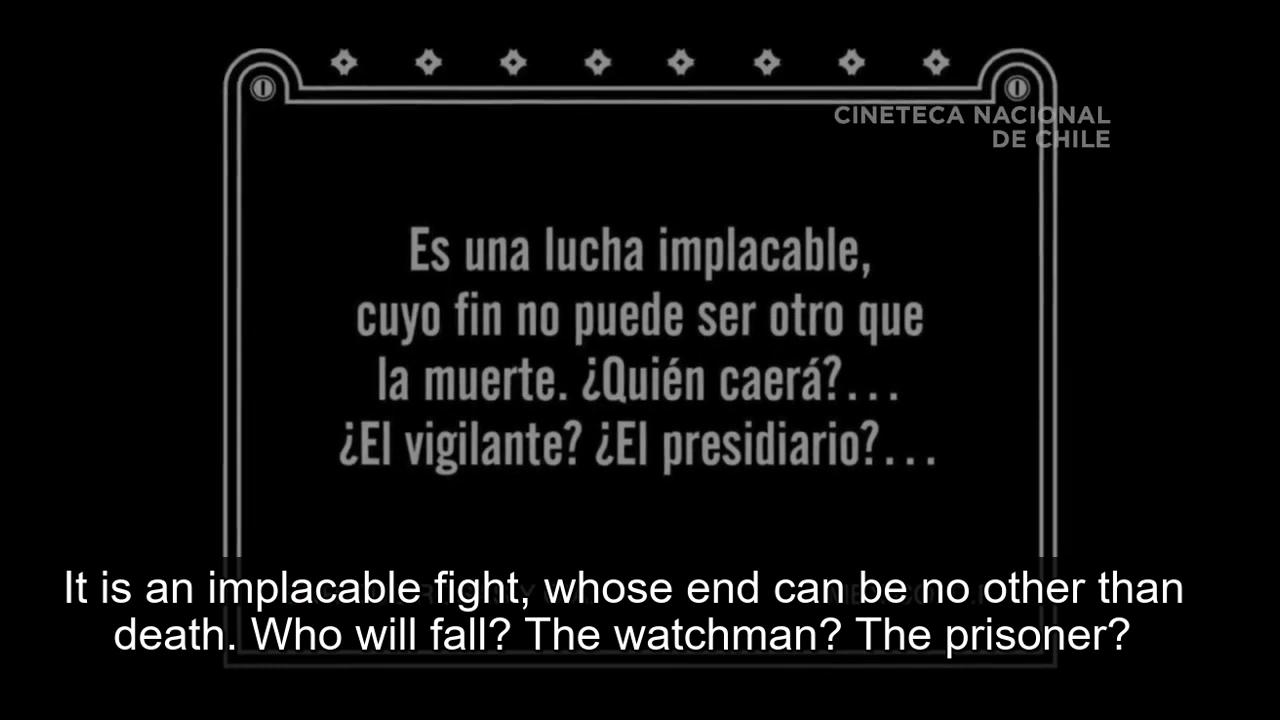 CINETECA NACIONAL
DE CHILE
Es una lucha implacable,
cuyo fin no puede ser otro que
la muerte. ¿Quién caerá?...
¿El vigilante? ¿El presidiario?...
It is an implacable fight, whose end can be no other than
death. Who will fall? The watchman? The prisoner?